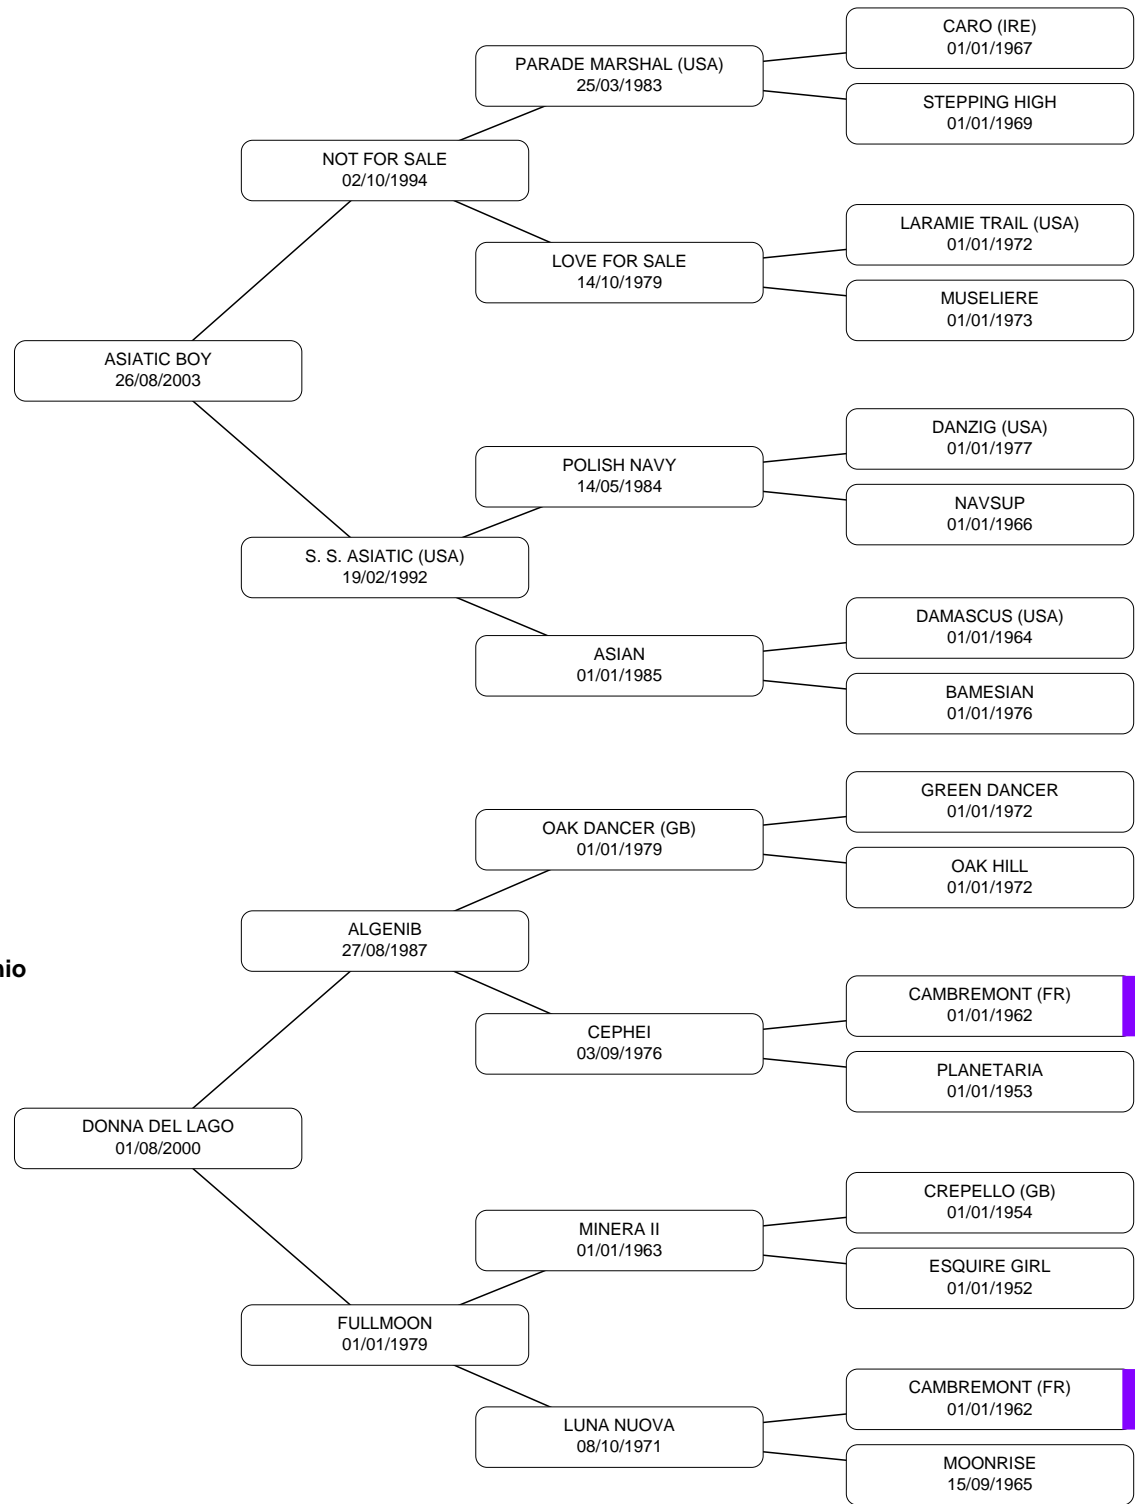 CARO (IRE)
01/01/1967
PARADE MARSHAL (USA)
25/03/1983
STEPPING HIGH
01/01/1969
NOT FOR SALE
02/10/1994
LARAMIE TRAIL (USA)
01/01/1972
LOVE FOR SALE
14/10/1979
MUSELIERE
01/01/1973
ASIATIC BOY
26/08/2003
DANZIG (USA)
01/01/1977
POLISH NAVY
14/05/1984
NAVSUP
01/01/1966
S. S. ASIATIC (USA)
19/02/1992
DAMASCUS (USA)
01/01/1964
ASIAN
01/01/1985
BAMESIAN
01/01/1976
GREEN DANCER
01/01/1972
OAK DANCER (GB)
01/01/1979
OAK HILL
01/01/1972
ALGENIB
27/08/1987
nio
CAMBREMONT (FR)
01/01/1962
CEPHEI
03/09/1976
PLANETARIA
01/01/1953
DONNA DEL LAGO
01/08/2000
CREPELLO (GB)
01/01/1954
MINERA II
01/01/1963
ESQUIRE GIRL
01/01/1952
FULLMOON
01/01/1979
CAMBREMONT (FR)
01/01/1962
LUNA NUOVA
08/10/1971
MOONRISE
15/09/1965